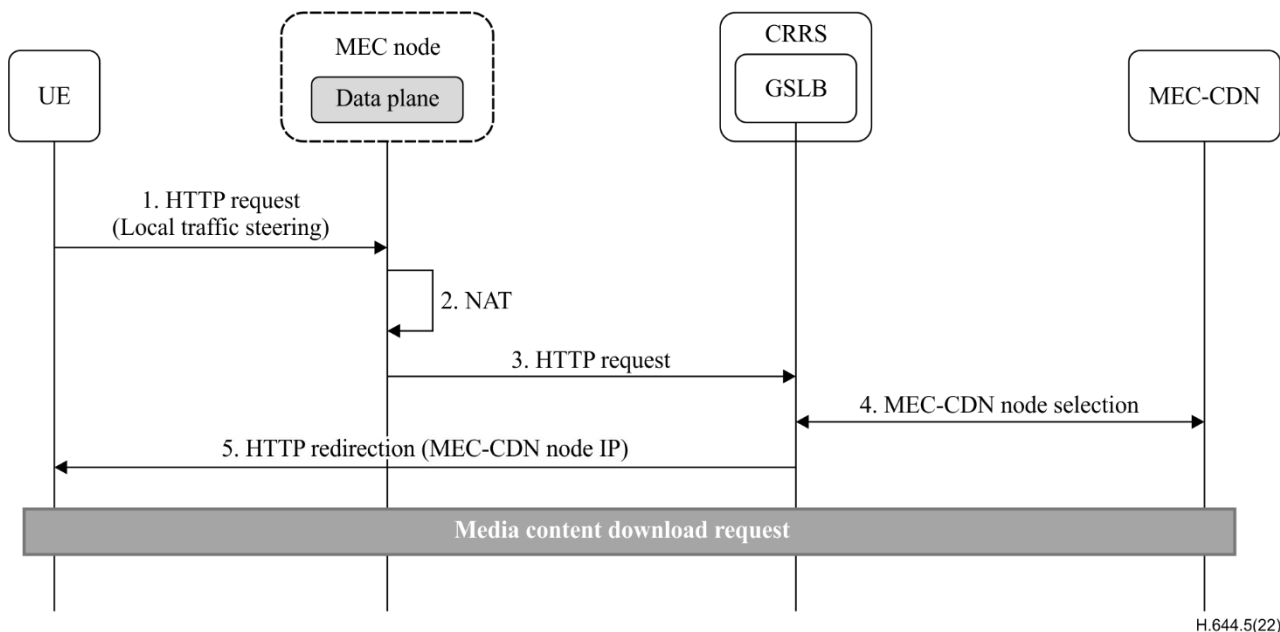 UE
MEC node
Data plane
CRRS
GSLB
MEC-CDN
1. HTTP request
(Local traffic steering)
2. NAT
3. HTTP request
4. MEC-CDN node selection
5. HTTP redirection (MEC-CDN node IP)
Media content download request
H.644.5(22)